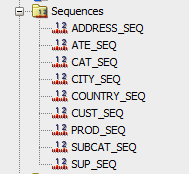 Sequences
ADDRESS_SEQ
ATE_SEQ
CAT_SEQ
CITY_SEQ
COUNTRY_SEQ
CUST_SEQ
PROD_SEQ
SUBCAT_SEQ
SUP_SEQ